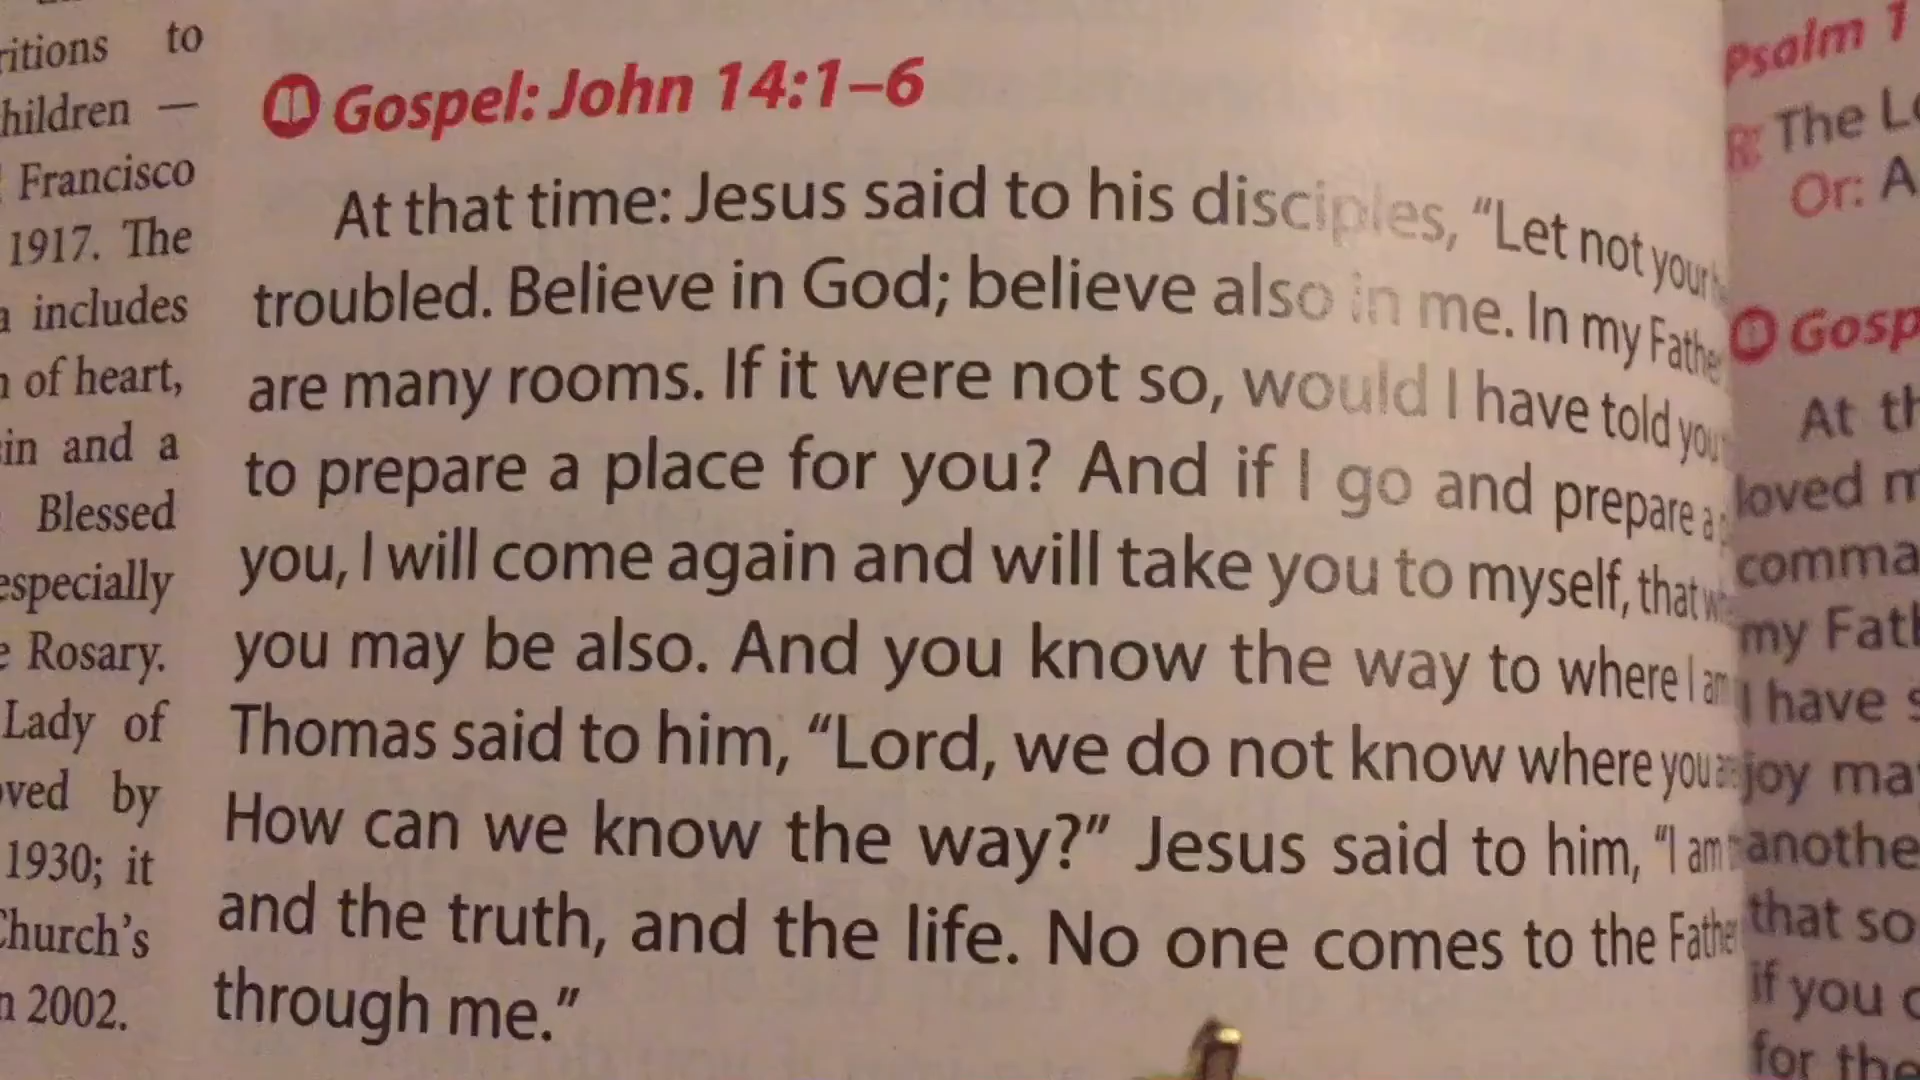 ritions to
hildren —
Francisco
1917. The
includes
of heart,
in and a
Blessed
especially
Rosary.
Lady of
ved by
1930; it
Church's
2002.
Gospel: John 14:1–6
At that time: Jesus said to his disciples, “Let not your
troubled. Believe in God; believe also in me. In my Fathe
are many rooms. If it were not so, would I have told you
to prepare a place for you? And if I go and prepare a
you, I will come again and will take you to myself, that
you may be also. And you know the way to where I am
Thomas said to him, “Lord, we do not know where you
How can we know the way?” Jesus said to him, “I am
and the truth, and the life. No one comes to the Father
through me.”
Psalm 1
R: The Lo
Or: A
Gosp
At th
loved m
comma
my Fath
I have s
joy ma
anothe
that so
if you
for the